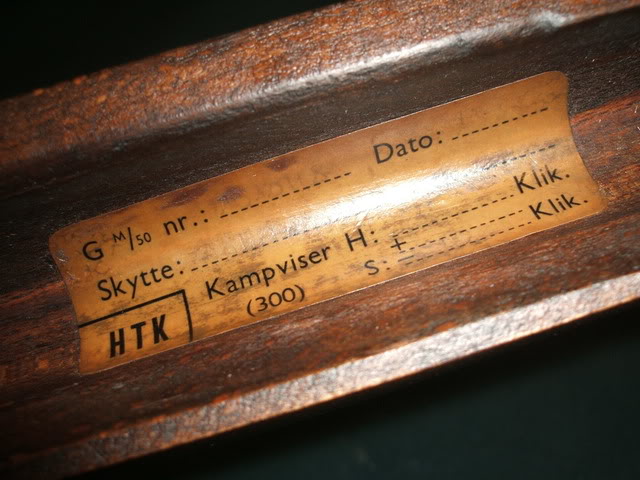 G M/50 nr.: Dato:
Skytte:
Kampviser H: Klik.
(300) S: ± Klik.
HTK